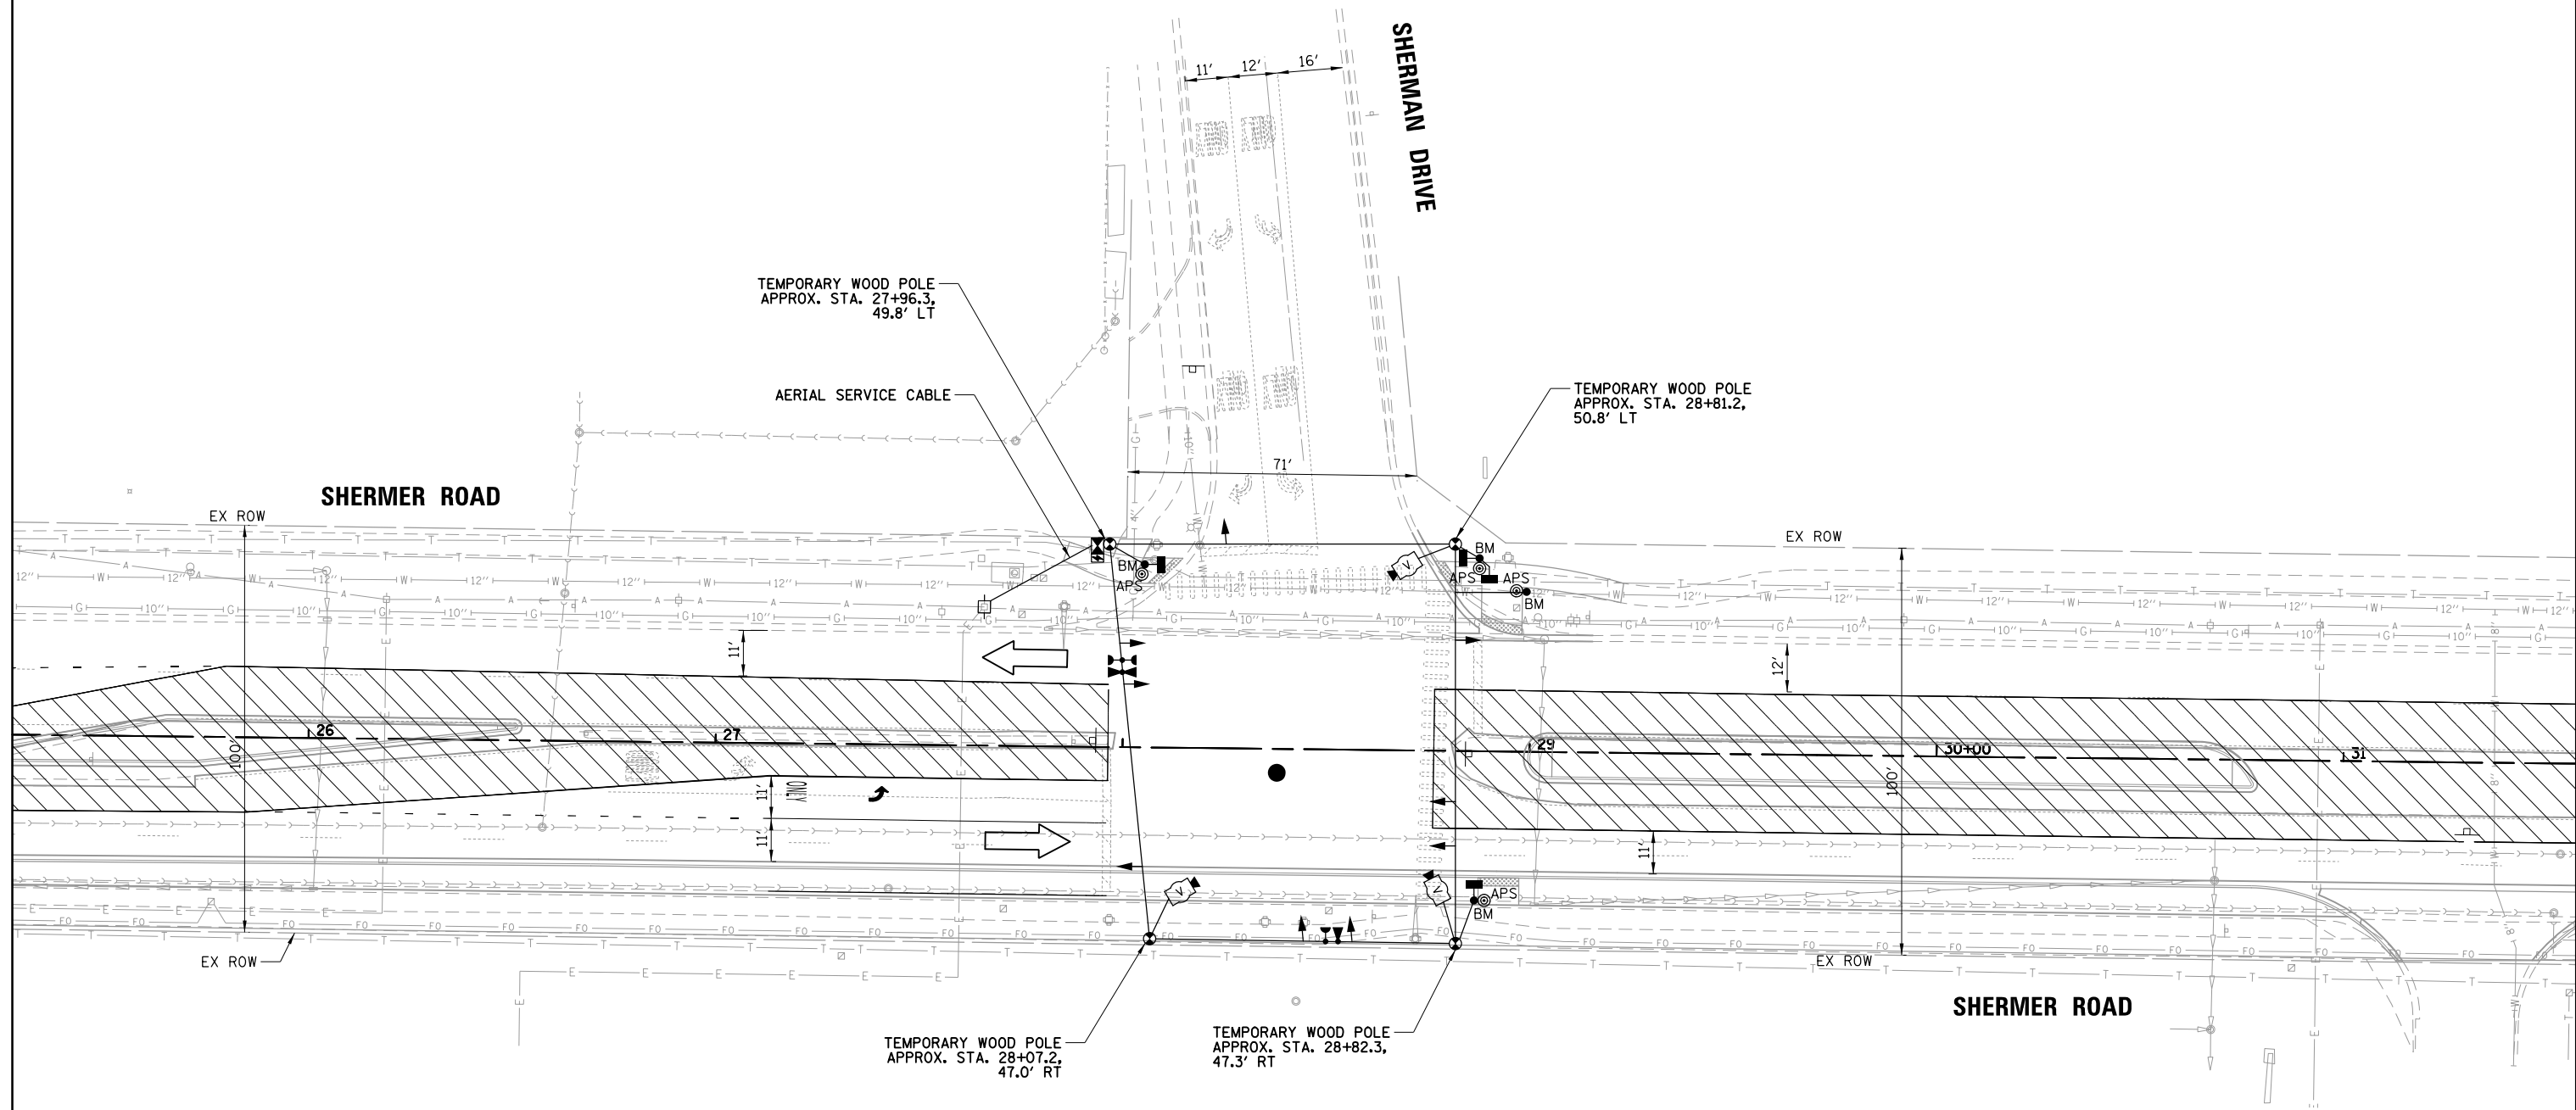 SHERMAN DRIVE
11' 12' 16'
TEMPORARY WOOD POLE
APPROX. STA. 27+96.3,
49.8' LT
AERIAL SERVICE CABLE
TEMPORARY WOOD POLE
APPROX. STA. 28+81.2,
50.8' LT
71'
SHERMER ROAD
EX ROW
EX ROW
BM
APS
BM
APS
APS
BM
11'
12'
26
27
29
30+00
31
100'
100'
ONLY
11'
11'
11'
APS
BM
EX ROW
EX ROW
SHERMER ROAD
TEMPORARY WOOD POLE
APPROX. STA. 28+07.2,
47.0' RT
TEMPORARY WOOD POLE
APPROX. STA. 28+82.3,
47.3' RT